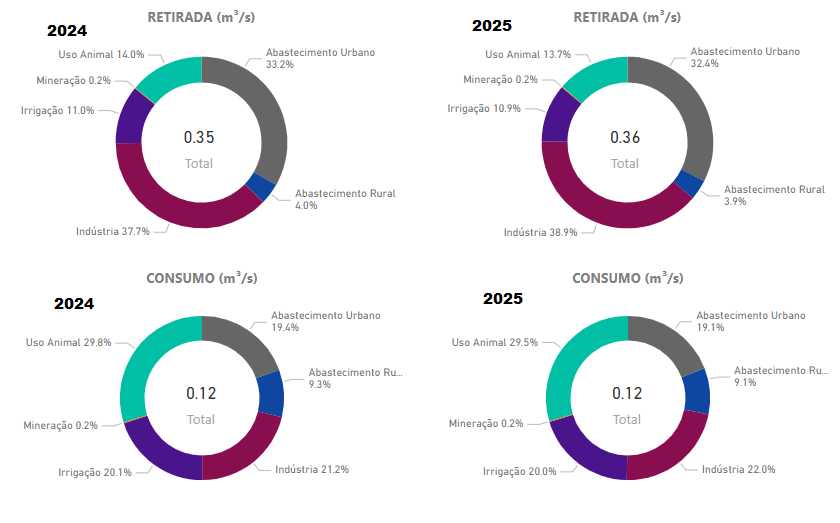 RETIRADA (m³/s)
2024
Uso Animal 14.0%
Abastecimento Urbano
33.2%
Mineração 0.2%
Irrigação 11.0%
0.35
Total
Abastecimento Rural
4.0%
Indústria 37.7%
RETIRADA (m³/s)
2025
Uso Animal 13.7%
Abastecimento Urbano
32.4%
Mineração 0.2%
Irrigação 10.9%
0.36
Total
Abastecimento Rural
3.9%
Indústria 38.9%
CONSUMO (m³/s)
2024
Abastecimento Urbano
19.4%
Uso Animal 29.8%
Abastecimento Ru...
9.3%
0.12
Total
Mineração 0.2%
Irrigação 20.1%
Indústria 21.2%
CONSUMO (m³/s)
2025
Abastecimento Urbano
19.1%
Uso Animal 29.5%
Abastecimento Ru...
9.1%
0.12
Total
Mineração 0.2%
Irrigação 20.0%
Indústria 22.0%